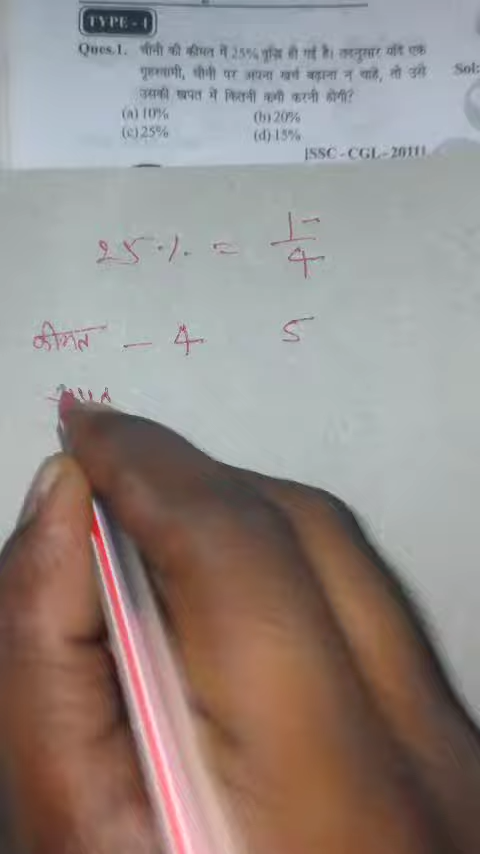 TYPE - I
Ques.1. चीनी की कीमत में 25% वृद्धि हो गई है। तदनुसार यदि एक
गृहस्वामी, चीनी पर अपना खर्च बढ़ाना न चाहे, तो उसे Sol:
उसकी खपत में कितनी कमी करनी होगी?
(a) 10% (b) 20%
(c) 25% (d) 15%
[SSC - CGL - 2011]
25% = 1/4
कीमत - 4 5